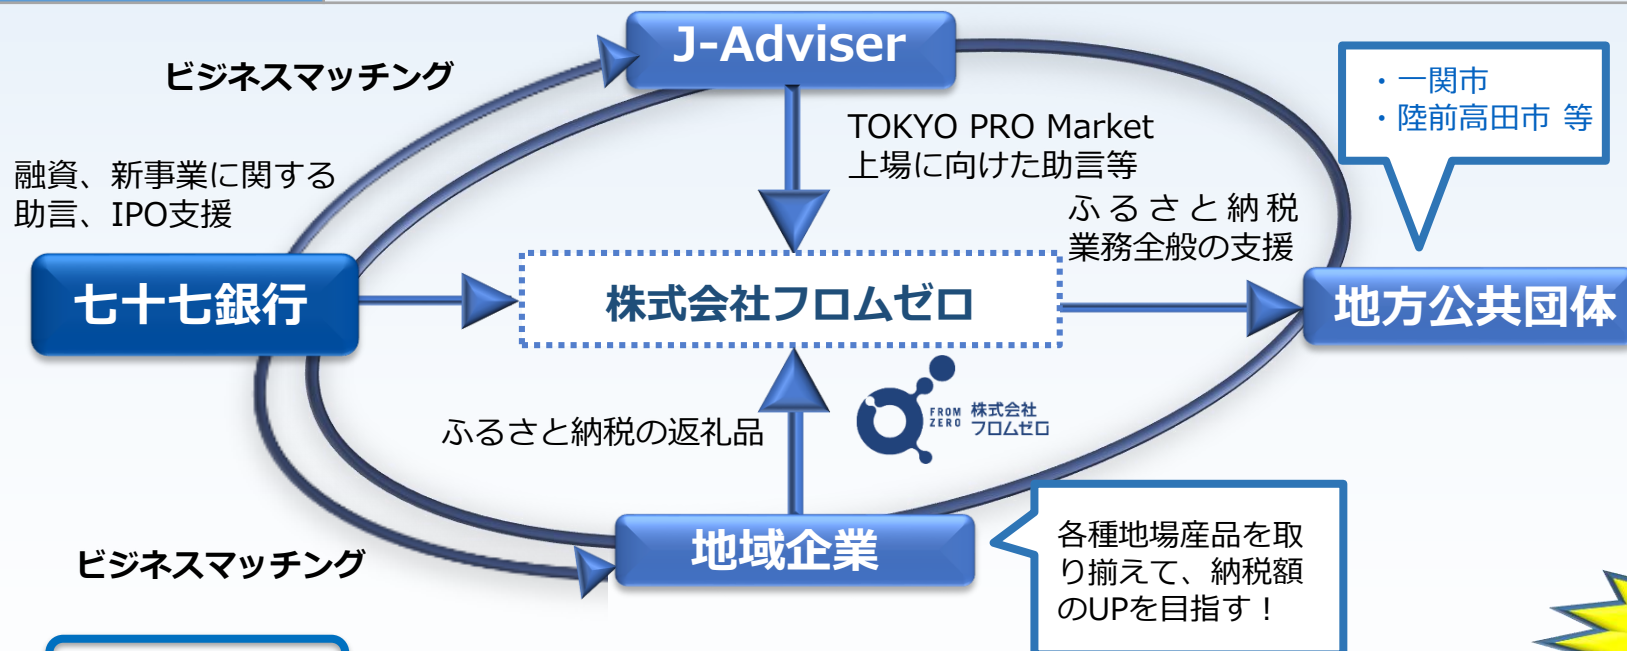 J-Adviser
ビジネスマッチング
・一関市
・陸前高田市 等
TOKYO PRO Market
上場に向けた助言等
融資、新事業に関する
助言、IPO支援
ふるさと納税
業務全般の支援
七十七銀行
株式会社フロムゼロ
地方公共団体
FROM ZERO 株式会社
フロムゼロ
ふるさと納税の返礼品
地域企業
各種地場産品を取
り揃えて、納税額
のUPを目指す！
ビジネスマッチング